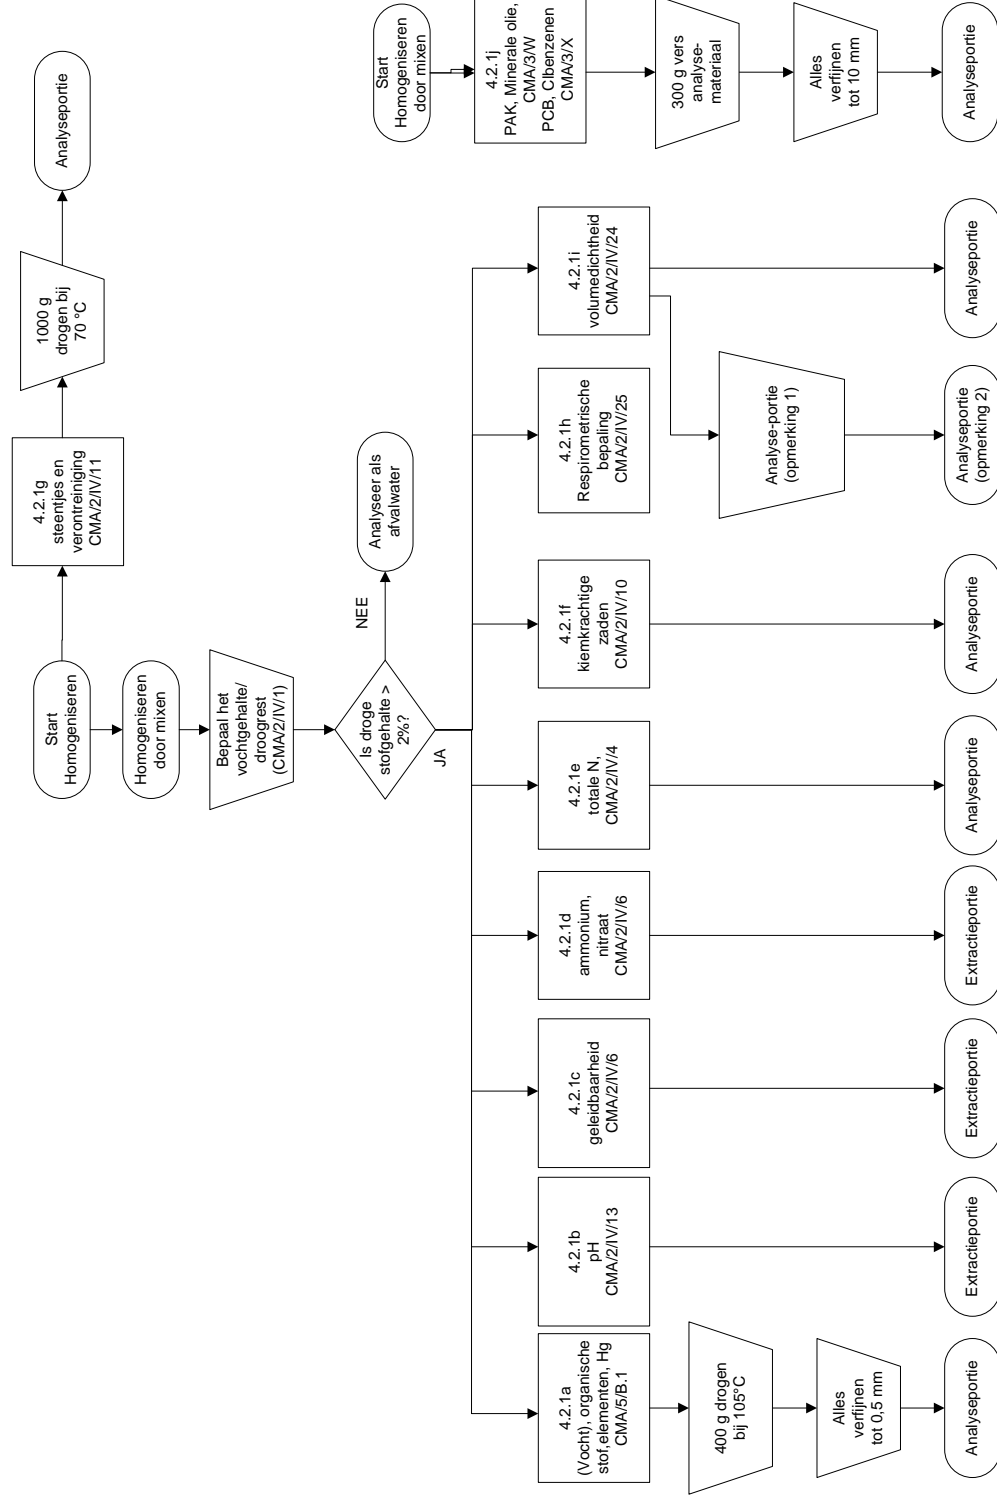 Start
Homogeniseren
4.2.1g
steentjes en
verontreiniging
CMA/2/IV/11
1000 g
drogen bij
70 °C
Analyseportie
Homogeniseren
door mixen
Bepaal het
vochtgehalte/
droogrest
(CMA/2/IV/1)
Is droge
stofgehalte >
2%?
NEE
Analyseer als
afvalwater
JA
4.2.1a
(Vocht), organische
stof,elementen, Hg
CMA/5/B.1
400 g drogen
bij 105°C
Alles
verfijnen
tot 0,5 mm
Analyseportie
4.2.1b
pH
CMA/2/IV/13
Extractieportie
4.2.1c
geleidbaarheid
CMA/2/IV/6
Extractieportie
4.2.1d
ammonium,
nitraat
CMA/2/IV/6
Extractieportie
4.2.1e
totale N,
CMA/2/IV/4
Analyseportie
4.2.1f
kiemkrachtige
zaden
CMA/2/IV/10
Analyseportie
4.2.1h
Respirometrische
bepaling
CMA/2/IV/25
4.2.1i
volumedichtheid
CMA/2/IV/24
Analyse-portie
(opmerking 1)
Analyseportie
(opmerking 2)
Analyseportie
Start
Homogeniseren
door mixen
4.2.1j
PAK, Minerale olie,
CMA/3/W
PCB, Clbenzenen
CMA/3/X
300 g vers
analyse-
materiaal
Alles
verfijnen
tot 10 mm
Analyseportie